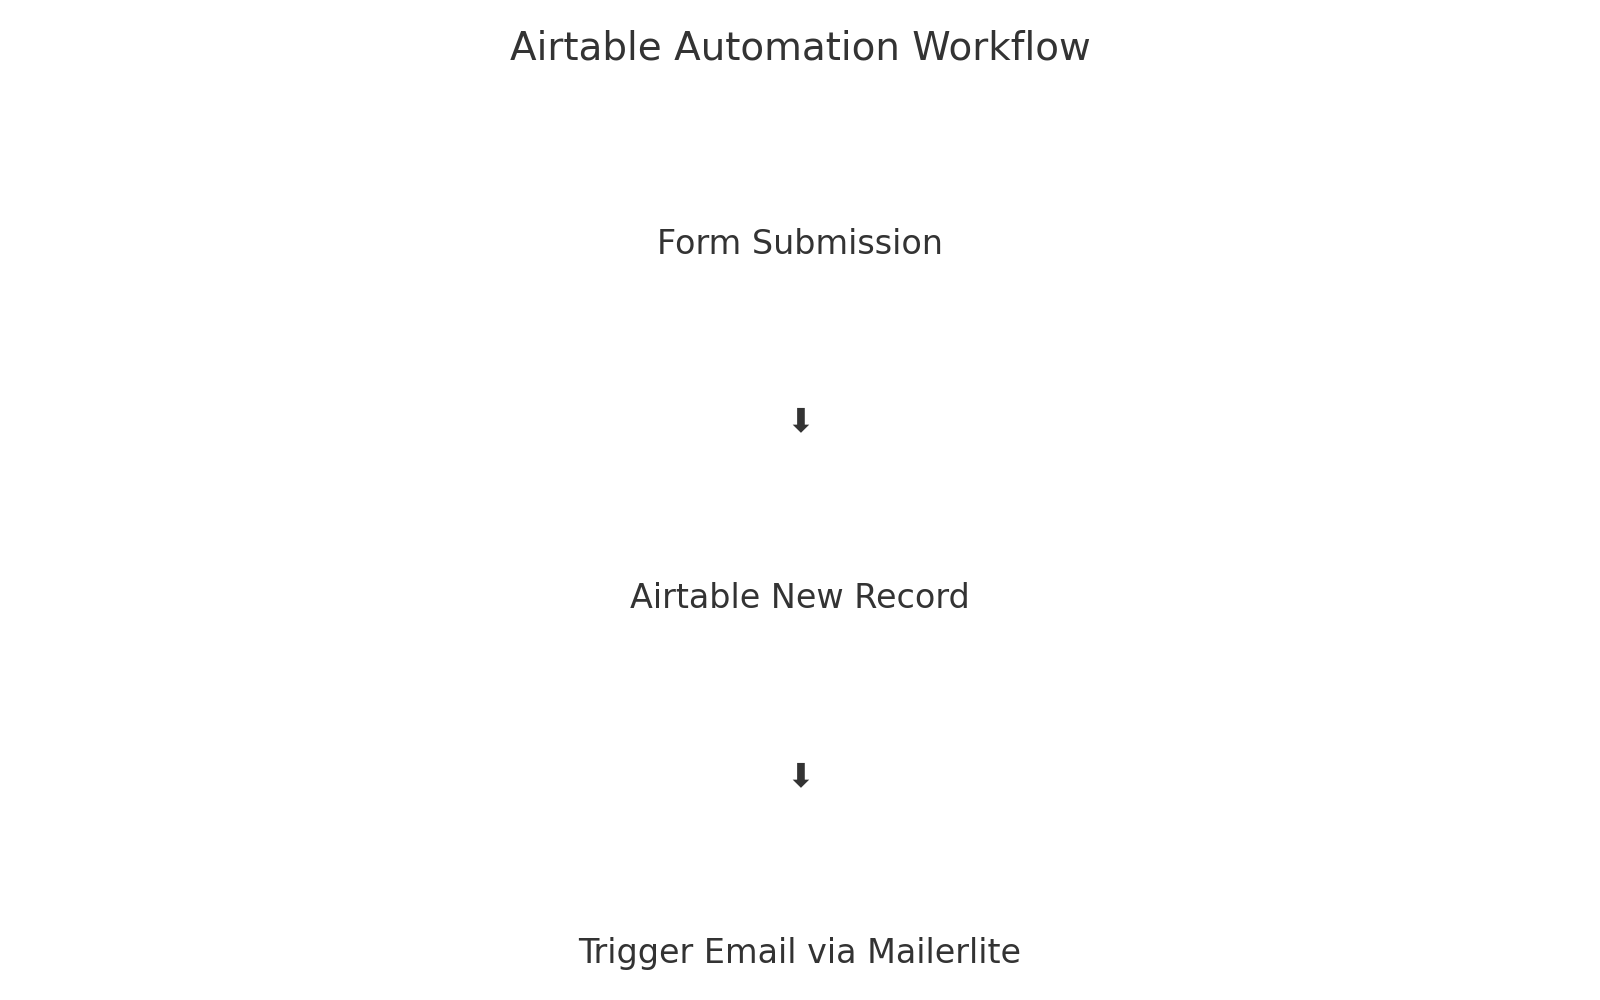 Airtable Automation Workflow
Form Submission
⬇
Airtable New Record
⬇
Trigger Email via Mailerlite